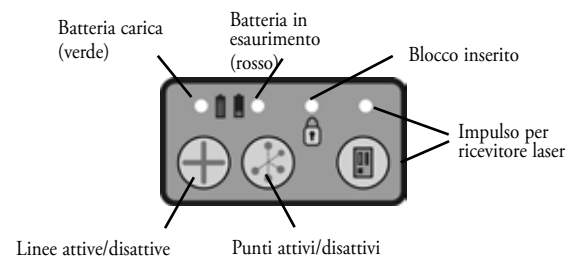 Batteria carica
(verde)
Batteria in
esaurimento
(rosso)
Blocco inserito
Impulso per
ricevitore laser
Linee attive/disattive
Punti attivi/disattivi